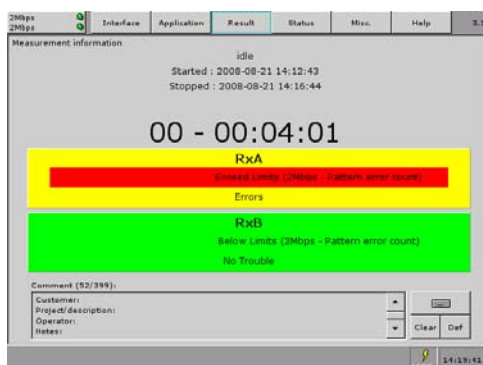 2Mbps Interface Application Result Status Misc. Help 3.1
2Mbps
Measurement information
idle
Started : 2008-08-21 14:12:43
Stopped : 2008-08-21 14:16:44
00 - 00:04:01
RxA
Exceed Limits (2Mbps - Pattern error count)
Errors
RxB
Below Limits (2Mbps - Pattern error count)
No Trouble
Comment (52/399):
Customer:
Project/description:
Operator:
Notes:
Clear Def
14:19:41